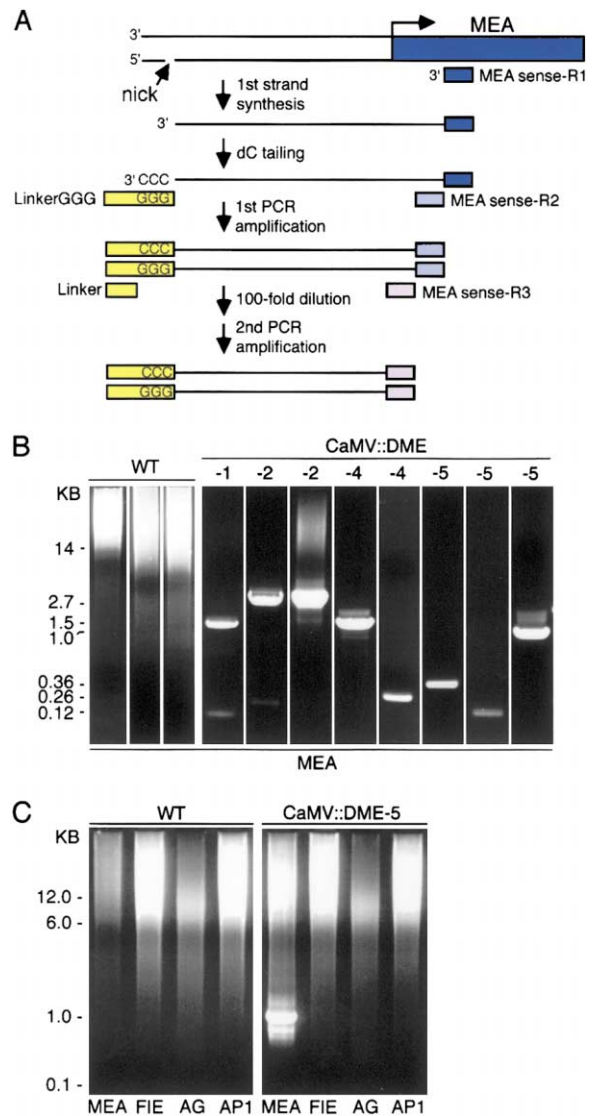 A
3'
MEA
5'
nick
3'
MEA sense-R1
1st strand
synthesis
3'
dC tailing
3' CCC
LinkerGGG
GGG
MEA sense-R2
1st PCR
amplification
CCC
GGG
Linker
MEA sense-R3
100-fold dilution
2nd PCR
amplification
CCC
GGG
B
CaMV::DME
WT
-1 -2 -2 -4 -4 -5 -5 -5
KB
14 -
2.7 -
1.5 -
1.0
0.36 -
0.26 -
0.12 -
MEA
C
WT
CaMV::DME-5
KB
12.0 -
6.0 -
1.0 -
0.1 -
MEA FIE AG AP1
MEA FIE AG AP1